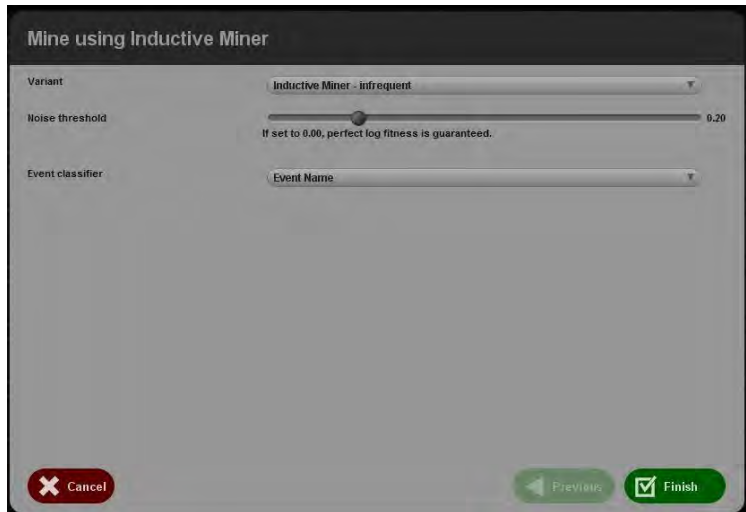 Mine using Inductive Miner
Variant
Inductive Miner - infrequent
Noise threshold
0.20
If set to 0.00, perfect log fitness is guaranteed.
Event classifier
Event Name
Cancel
Previous
Finish